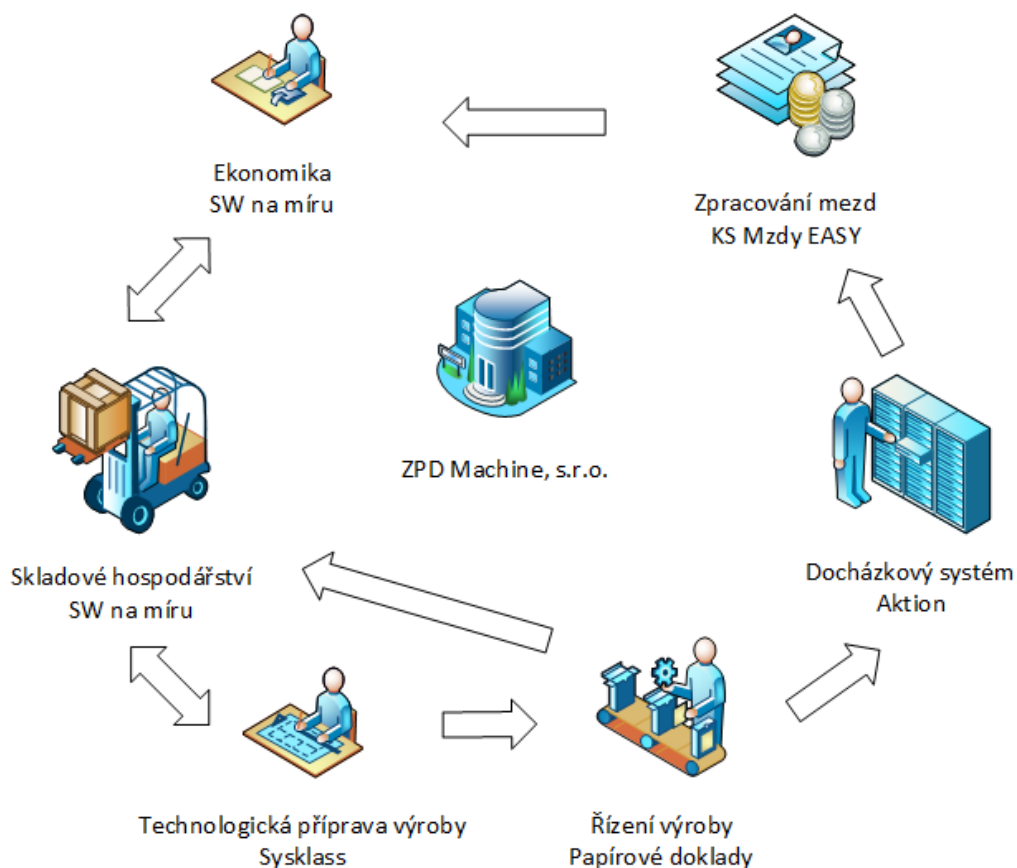 Ekonomika
SW na míru
Zpracování mezd
KS Mzdy EASY
ZPD Machine, s.r.o.
Skladové hospodářství
SW na míru
Docházkový systém
Aktion
Technologická příprava výroby
Sysklass
Řízení výroby
Papírové doklady